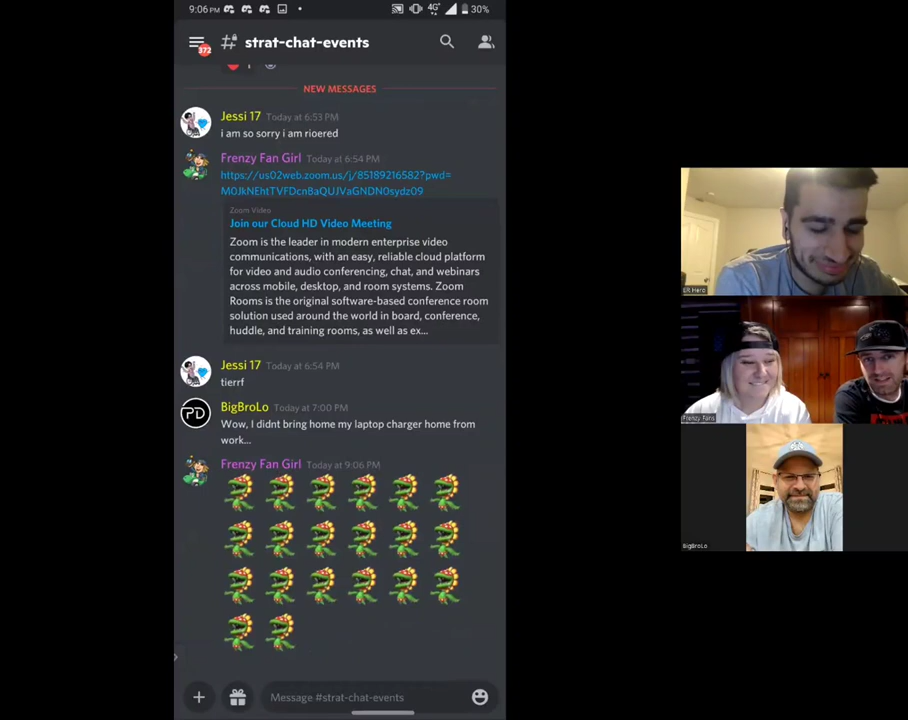 9:06 PM
4G
30%
372
strat-chat-events
1
NEW MESSAGES
Jessi 17 Today at 6:53 PM
i am so sorry i am rioered
Frenzy Fan Girl Today at 6:54 PM
https://us02web.zoom.us/j/85189216582?pwd=
M0JkNEhtTVFDcnBaQUJVaGNDN0sydz09
Zoom Video
Join our Cloud HD Video Meeting
Zoom is the leader in modern enterprise video
communications, with an easy, reliable cloud platform
for video and audio conferencing, chat, and webinars
across mobile, desktop, and room systems. Zoom
Rooms is the original software-based conference room
solution used around the world in board, conference,
huddle, and training rooms, as well as ex...
Jessi 17 Today at 6:54 PM
tierrf
PD
BigBroLo Today at 7:00 PM
Wow, I didnt bring home my laptop charger home from
work...
Frenzy Fan Girl Today at 9:06 PM
Message #strat-chat-events
Hero
Frenzy Fans
BigBroLo